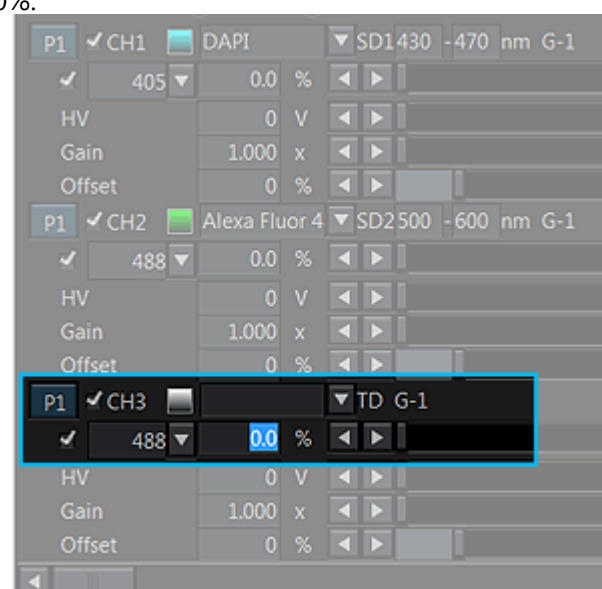 0%.
P1 CH1 DAPI SD1 430 - 470 nm G-1
405 0.0 %
HV 0 V
Gain 1.000 x
Offset 0 %
P1 CH2 Alexa Fluor 4 SD2 500 - 600 nm G-1
488 0.0 %
HV 0 V
Gain 1.000 x
Offset 0 %
P1 CH3 TD G-1
488 0.0 %
HV 0 V
Gain 1.000 x
Offset 0 %